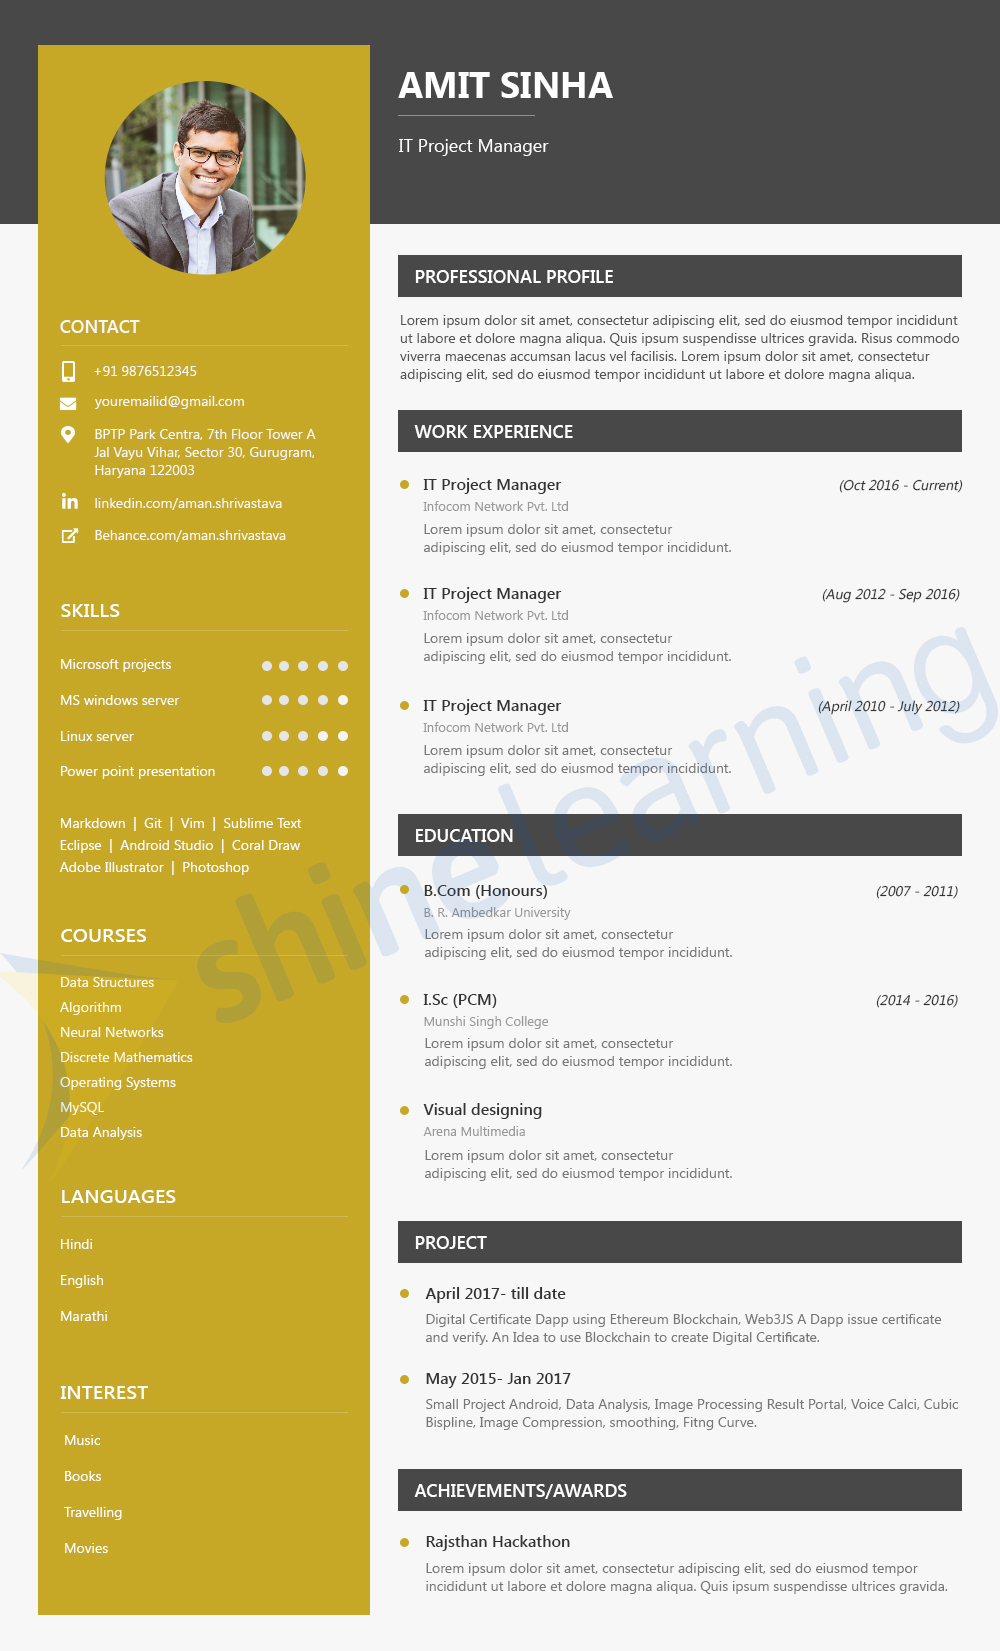 AMIT SINHA
IT Project Manager
CONTACT
+91 9876512345
youremailid@gmail.com
BPTP Park Centra, 7th Floor Tower A
Jal Vayu Vihar, Sector 30, Gurugram,
Haryana 122003
in linkedin.com/aman.shrivastava
Behance.com/aman.shrivastava
SKILLS
Microsoft projects
MS windows server
Linux server
Power point presentation
Markdown | Git | Vim | Sublime Text
Eclipse | Android Studio | Coral Draw
Adobe Illustrator | Photoshop
COURSES
Data Structures
Algorithm
Neural Networks
Discrete Mathematics
Operating Systems
MySQL
Data Analysis
LANGUAGES
Hindi
English
Marathi
INTEREST
Music
Books
Travelling
Movies
PROFESSIONAL PROFILE
Lorem ipsum dolor sit amet, consectetur adipiscing elit, sed do eiusmod tempor incididunt
ut labore et dolore magna aliqua. Quis ipsum suspendisse ultrices gravida. Risus commodo
viverra maecenas accumsan lacus vel facilisis. Lorem ipsum dolor sit amet, consectetur
adipiscing elit, sed do eiusmod tempor incididunt ut labore et dolore magna aliqua.
WORK EXPERIENCE
IT Project Manager (Oct 2016 - Current)
Infocom Network Pvt. Ltd
Lorem ipsum dolor sit amet, consectetur
adipiscing elit, sed do eiusmod tempor incididunt.
IT Project Manager (Aug 2012 - Sep 2016)
Infocom Network Pvt. Ltd
Lorem ipsum dolor sit amet, consectetur
adipiscing elit, sed do eiusmod tempor incididunt.
IT Project Manager (April 2010 - July 2012)
Infocom Network Pvt. Ltd
Lorem ipsum dolor sit amet, consectetur
adipiscing elit, sed do eiusmod tempor incididunt.
EDUCATION
B.Com (Honours) (2007 - 2011)
B. R. Ambedkar University
Lorem ipsum dolor sit amet, consectetur
adipiscing elit, sed do eiusmod tempor incididunt.
I.Sc (PCM) (2014 - 2016)
Munshi Singh College
Lorem ipsum dolor sit amet, consectetur
adipiscing elit, sed do eiusmod tempor incididunt.
Visual designing
Arena Multimedia
Lorem ipsum dolor sit amet, consectetur
adipiscing elit, sed do eiusmod tempor incididunt.
PROJECT
April 2017- till date
Digital Certificate Dapp using Ethereum Blockchain, Web3JS A Dapp issue certificate
and verify. An Idea to use Blockchain to create Digital Certificate.
May 2015- Jan 2017
Small Project Android, Data Analysis, Image Processing Result Portal, Voice Calci, Cubic
Bispline, Image Compression, smoothing, Fitng Curve.
ACHIEVEMENTS/AWARDS
Rajsthan Hackathon
Lorem ipsum dolor sit amet, consectetur adipiscing elit, sed do eiusmod tempor
incididunt ut labore et dolore magna aliqua. Quis ipsum suspendisse ultrices gravida.
shinelearning